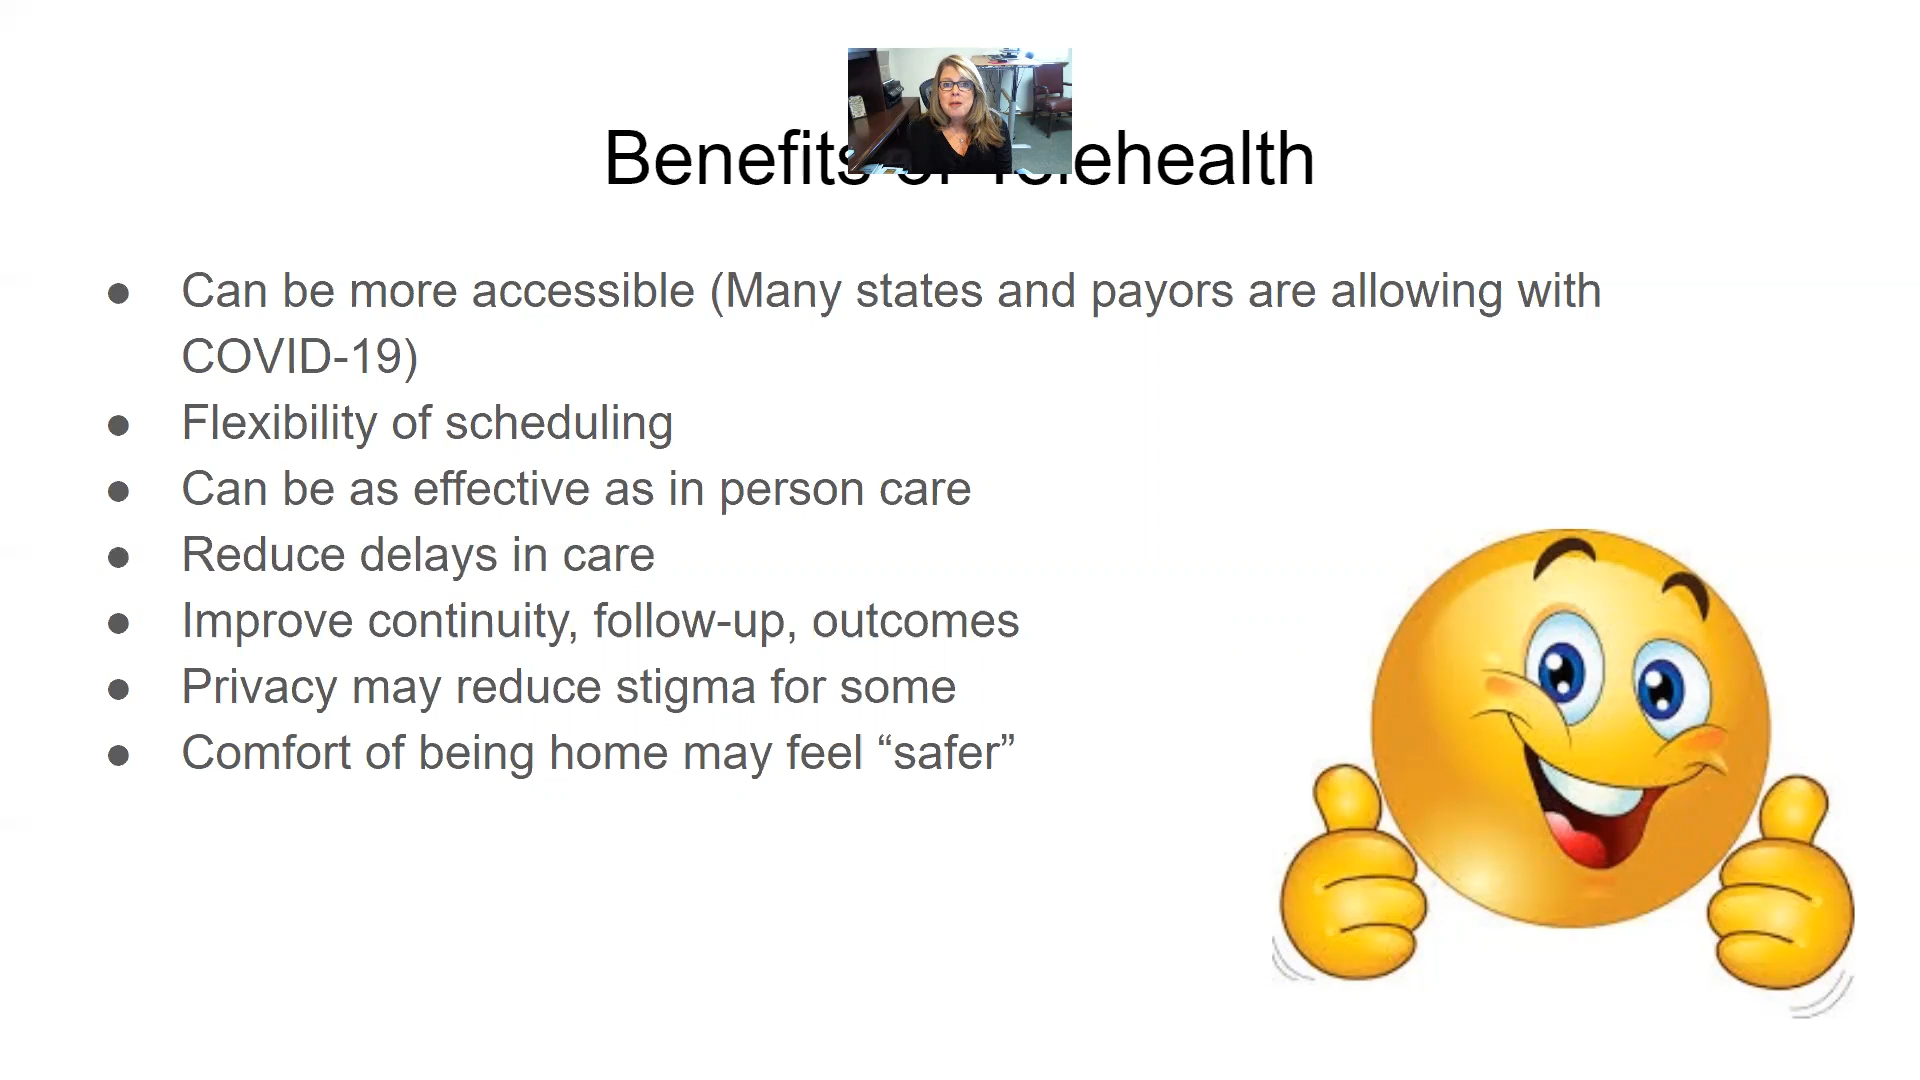 Benefits of Telehealth
● Can be more accessible (Many states and payors are allowing with
COVID-19)
● Flexibility of scheduling
● Can be as effective as in person care
● Reduce delays in care
● Improve continuity, follow-up, outcomes
● Privacy may reduce stigma for some
● Comfort of being home may feel “safer”